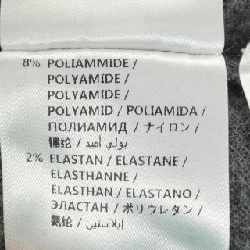 8% POLIAMMIDE /
POLYAMIDE /
POLYAMIDE /
POLYAMID / POLIAMIDA /
ПОЛИАМИД / ナイロン /
锦纶 / بولي أميد /
2% ELASTAN / ELASTANE /
ELASTHANNE /
ELASTHAN / ELASTANO /
ЭЛАСТАН / ポリウレタン /
氨纶 / إيلاستين /